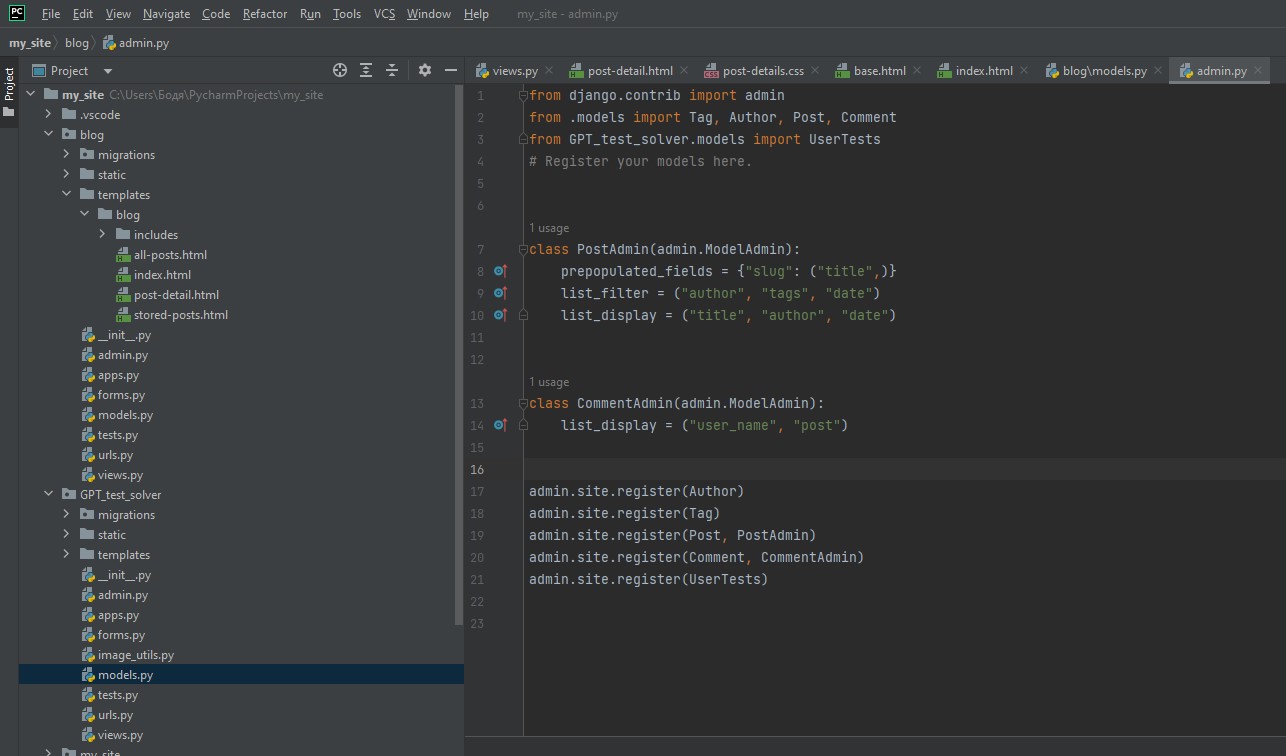 PC File Edit View Navigate Code Refactor Run Tools VCS Window Help my_site - admin.py
my_site blog admin.py
Project
Project
my_site C:\Users\Бодя\PycharmProjects\my_site
.vscode
blog
migrations
static
templates
blog
includes
all-posts.html
index.html
post-detail.html
stored-posts.html
__init__.py
admin.py
apps.py
forms.py
models.py
tests.py
urls.py
views.py
GPT_test_solver
migrations
static
templates
__init__.py
admin.py
apps.py
forms.py
image_utils.py
models.py
tests.py
urls.py
views.py
my_site
views.py post-detail.html post-details.css base.html index.html blog\models.py admin.py
1 from django.contrib import admin
2 from .models import Tag, Author, Post, Comment
3 from GPT_test_solver.models import UserTests
4 # Register your models here.
5
6
1 usage
7 class PostAdmin(admin.ModelAdmin):
8 prepopulated_fields = {"slug": ("title",)}
9 list_filter = ("author", "tags", "date")
10 list_display = ("title", "author", "date")
11
12
1 usage
13 class CommentAdmin(admin.ModelAdmin):
14 list_display = ("user_name", "post")
15
16
17 admin.site.register(Author)
18 admin.site.register(Tag)
19 admin.site.register(Post, PostAdmin)
20 admin.site.register(Comment, CommentAdmin)
21 admin.site.register(UserTests)
22
23